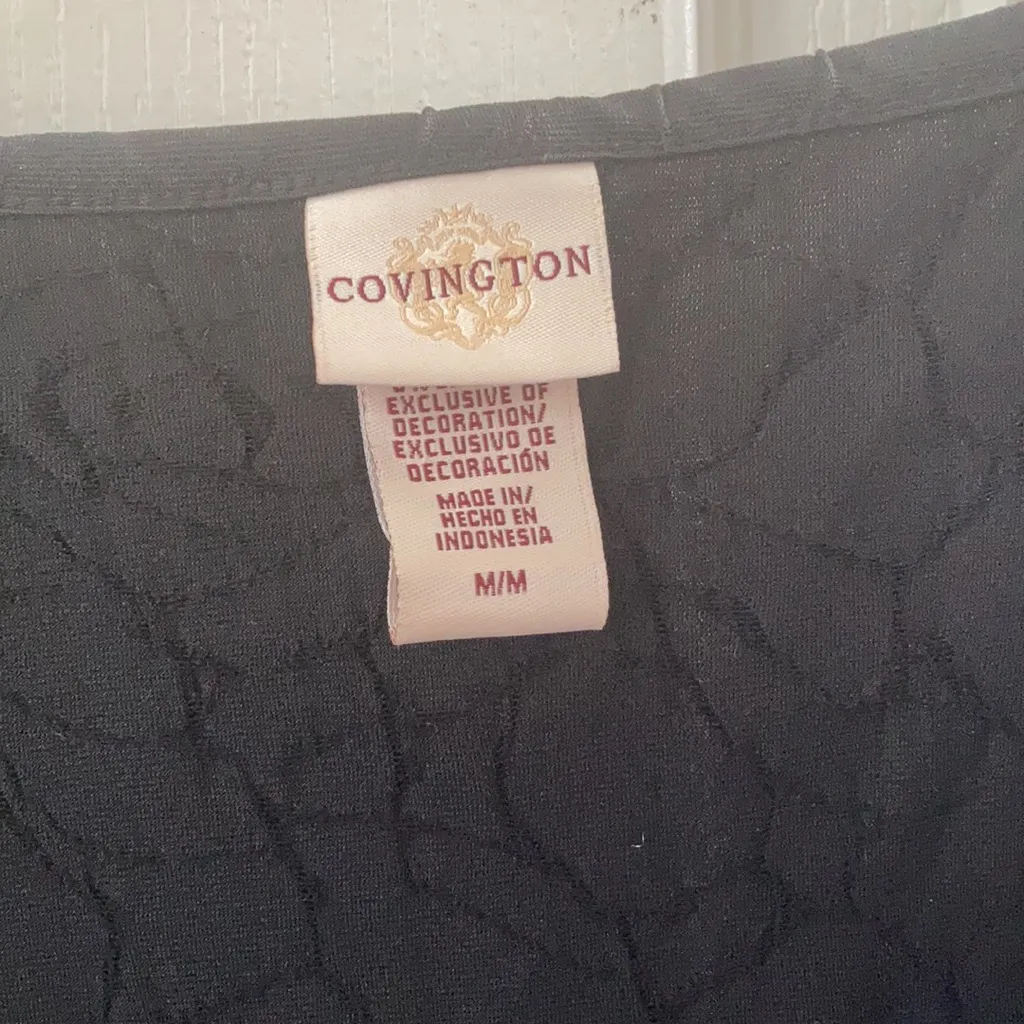 COVINGTON
EXCLUSIVE OF
DECORATION/
EXCLUSIVO DE
DECORACIÓN
MADE IN/
HECHO EN
INDONESIA
M/M